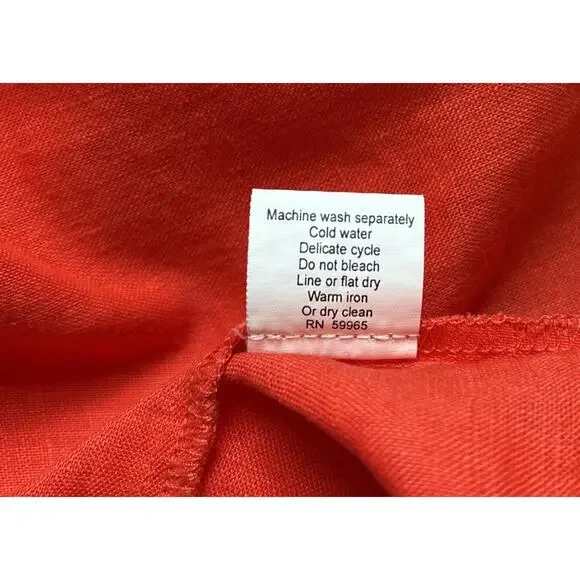 Machine wash separately
Cold water
Delicate cycle
Do not bleach
Line or flat dry
Warm iron
Or dry clean
RN 59965